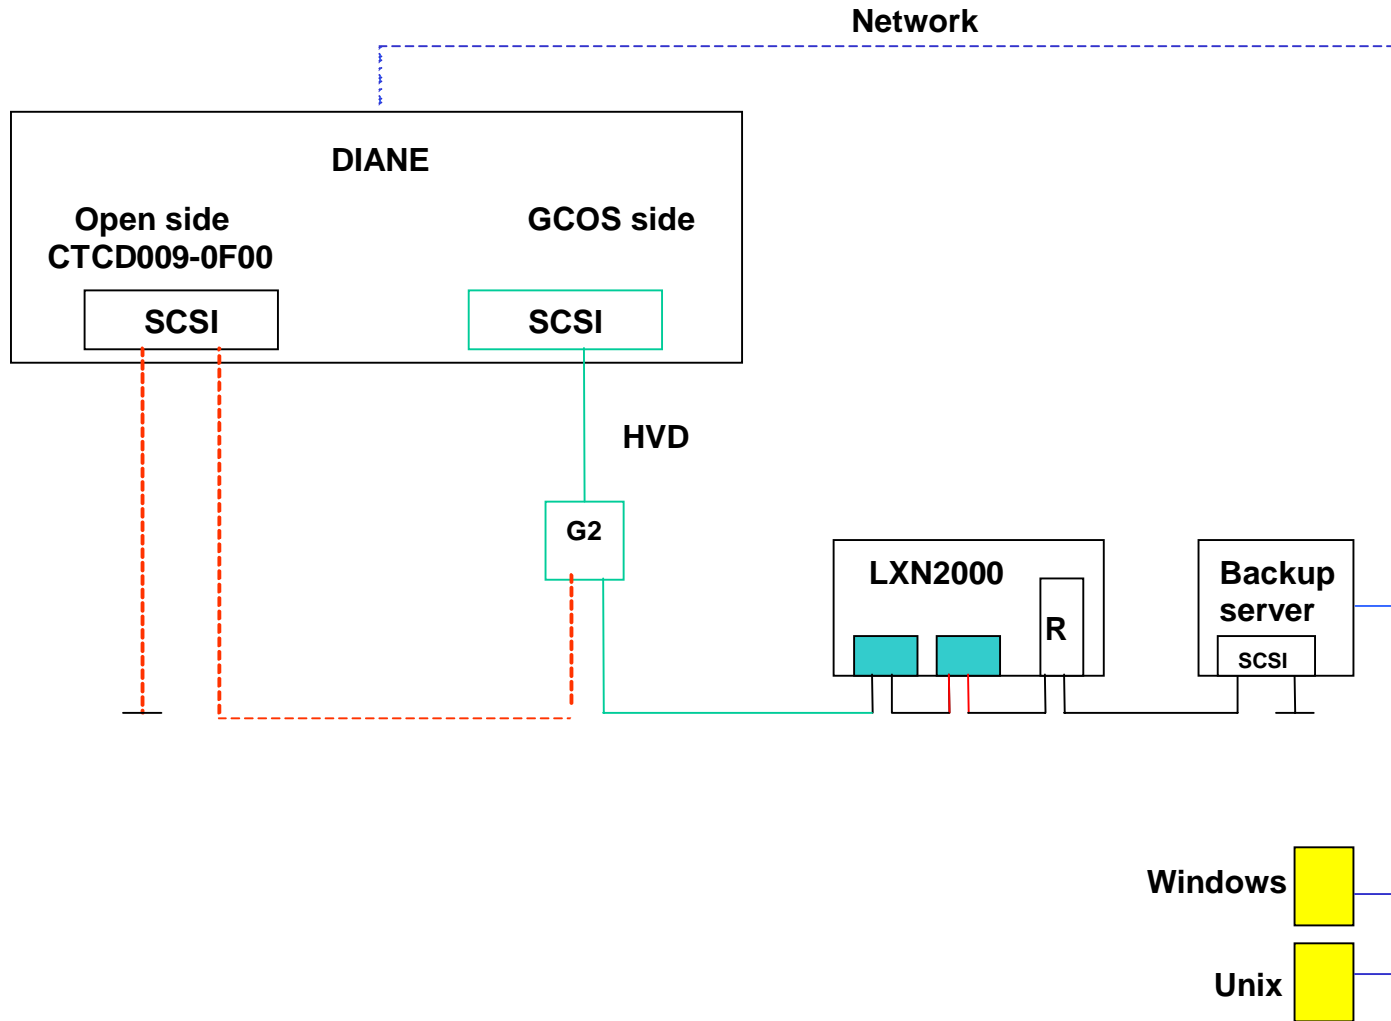 Network
DIANE
Open side
CTCD009-0F00
GCOS side
SCSI
SCSI
HVD
G2
LXN2000
R
Backup
server
SCSI
Windows
Unix